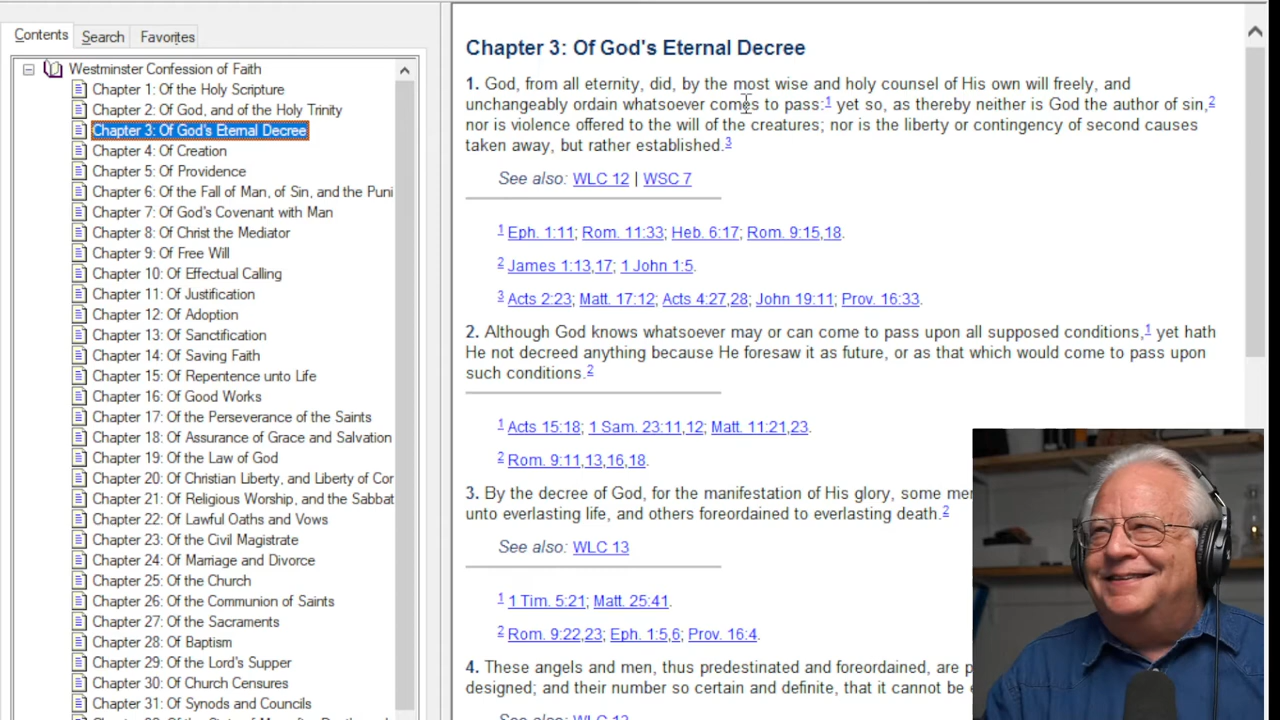 Contents Search Favorites
Westminster Confession of Faith
Chapter 1: Of the Holy Scripture
Chapter 2: Of God, and of the Holy Trinity
Chapter 3: Of God's Eternal Decree
Chapter 4: Of Creation
Chapter 5: Of Providence
Chapter 6: Of the Fall of Man, of Sin, and the Puni
Chapter 7: Of God's Covenant with Man
Chapter 8: Of Christ the Mediator
Chapter 9: Of Free Will
Chapter 10: Of Effectual Calling
Chapter 11: Of Justification
Chapter 12: Of Adoption
Chapter 13: Of Sanctification
Chapter 14: Of Saving Faith
Chapter 15: Of Repentence unto Life
Chapter 16: Of Good Works
Chapter 17: Of the Perseverance of the Saints
Chapter 18: Of Assurance of Grace and Salvation
Chapter 19: Of the Law of God
Chapter 20: Of Christian Liberty, and Liberty of Cor
Chapter 21: Of Religious Worship, and the Sabbat
Chapter 22: Of Lawful Oaths and Vows
Chapter 23: Of the Civil Magistrate
Chapter 24: Of Marriage and Divorce
Chapter 25: Of the Church
Chapter 26: Of the Communion of Saints
Chapter 27: Of the Sacraments
Chapter 28: Of Baptism
Chapter 29: Of the Lord's Supper
Chapter 30: Of Church Censures
Chapter 31: Of Synods and Councils
Chapter 3: Of God's Eternal Decree
1. God, from all eternity, did, by the most wise and holy counsel of His own will freely, and
unchangeably ordain whatsoever comes to pass:1 yet so, as thereby neither is God the author of sin,2
nor is violence offered to the will of the creatures; nor is the liberty or contingency of second causes
taken away, but rather established.3
See also: WLC 12 | WSC 7
1 Eph. 1:11; Rom. 11:33; Heb. 6:17; Rom. 9:15,18.
2 James 1:13,17; 1 John 1:5.
3 Acts 2:23; Matt. 17:12; Acts 4:27,28; John 19:11; Prov. 16:33.
2. Although God knows whatsoever may or can come to pass upon all supposed conditions,1 yet hath
He not decreed anything because He foresaw it as future, or as that which would come to pass upon
such conditions.2
1 Acts 15:18; 1 Sam. 23:11,12; Matt. 11:21,23.
2 Rom. 9:11,13,16,18.
3. By the decree of God, for the manifestation of His glory, some mer
unto everlasting life, and others foreordained to everlasting death.2
See also: WLC 13
1 1 Tim. 5:21; Matt. 25:41.
2 Rom. 9:22,23; Eph. 1:5,6; Prov. 16:4.
4. These angels and men, thus predestinated and foreordained, are p
designed; and their number so certain and definite, that it cannot be
See also: WLC 13